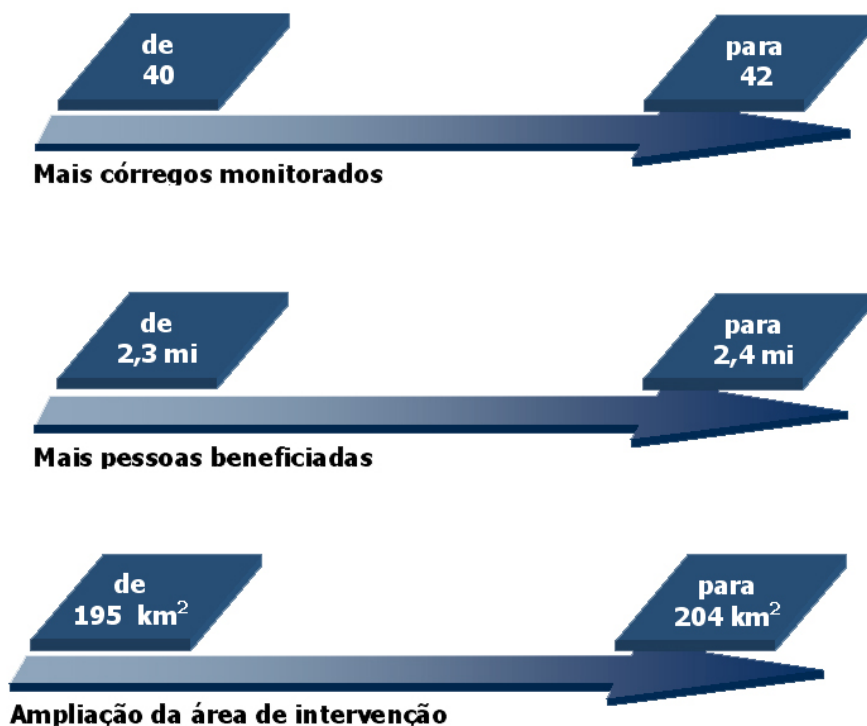 de
40
para
42
Mais córregos monitorados
de
2,3 mi
para
2,4 mi
Mais pessoas beneficiadas
de
195 km²
para
204 km²
Ampliação da área de intervenção